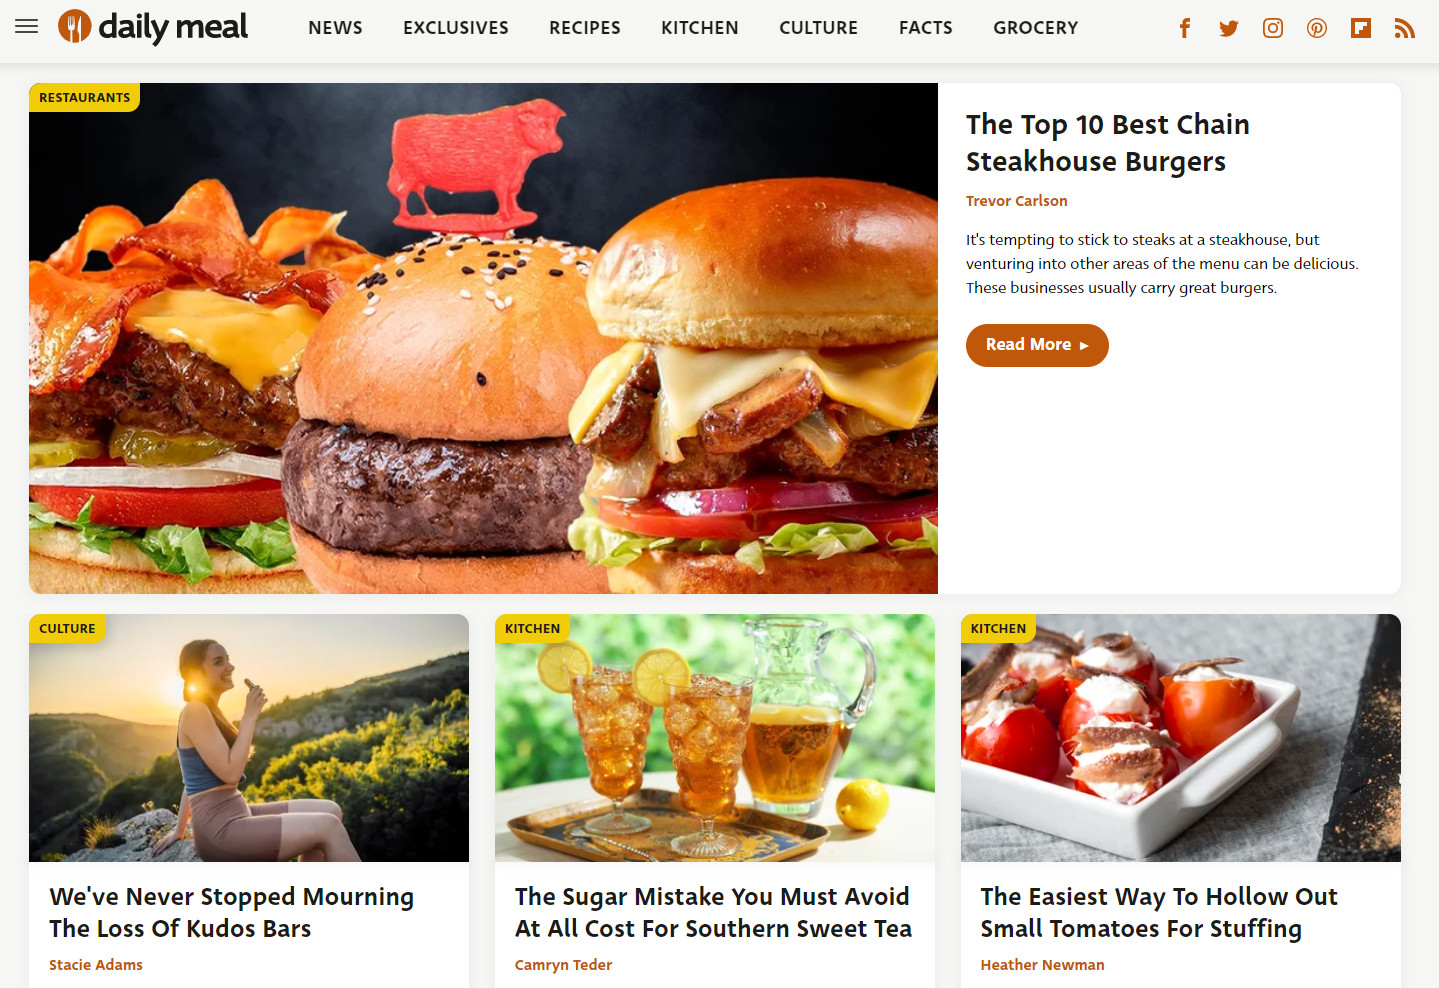 daily meal
NEWS
EXCLUSIVES
RECIPES
KITCHEN
CULTURE
FACTS
GROCERY
RESTAURANTS
The Top 10 Best Chain
Steakhouse Burgers
Trevor Carlson
It's tempting to stick to steaks at a steakhouse, but
venturing into other areas of the menu can be delicious.
These businesses usually carry great burgers.
Read More ▸
CULTURE
We've Never Stopped Mourning
The Loss Of Kudos Bars
Stacie Adams
KITCHEN
The Sugar Mistake You Must Avoid
At All Cost For Southern Sweet Tea
Camryn Teder
KITCHEN
The Easiest Way To Hollow Out
Small Tomatoes For Stuffing
Heather Newman